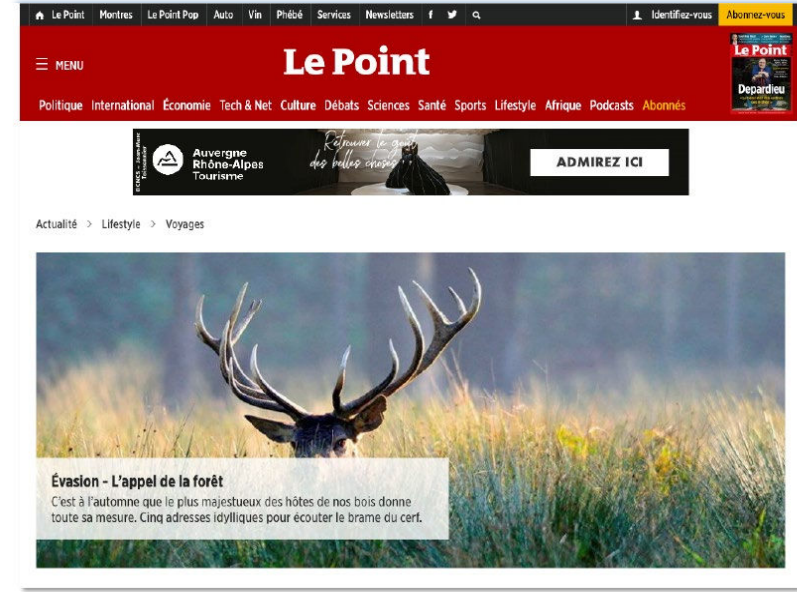 Le Point Montres Le Point Pop Auto Vin Phébé Services Newsletters f Identifiez-vous Abonnez-vous
MENU
Le Point
Le Point
Depardieu
Politique International Économie Tech & Net Culture Débats Sciences Santé Sports Lifestyle Afrique Podcasts Abonnés
Auvergne
Rhône-Alpes
Tourisme
Retrouver le goût
des belles choses
ADMIREZ ICI
Actualité > Lifestyle > Voyages
Évasion - L'appel de la forêt
C'est à l'automne que le plus majestueux des hôtes de nos bois donne
toute sa mesure. Cinq adresses idylliques pour écouter le brame du cerf.